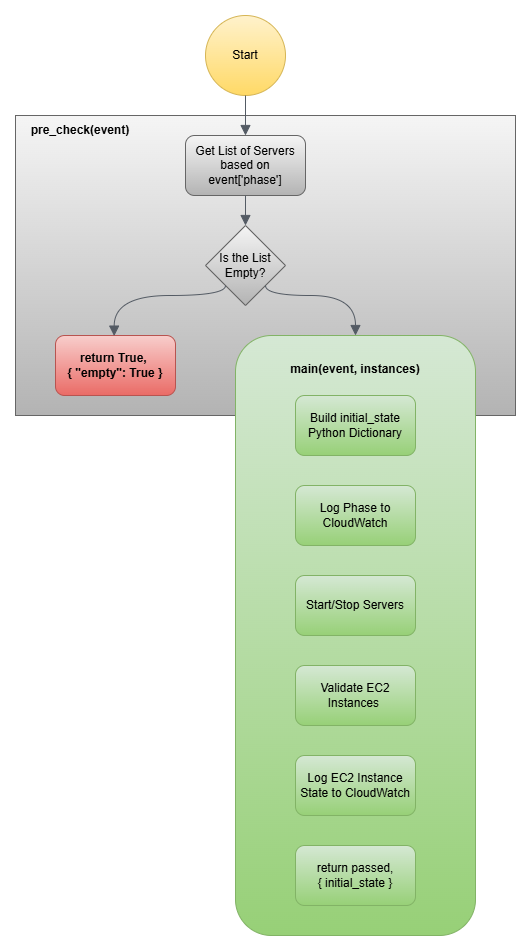 Start
pre_check(event)
Get List of Servers
based on
event['phase']
Is the List
Empty?
return True,
{ "empty": True }
main(event, instances)
Build initial_state
Python Dictionary
Log Phase to
CloudWatch
Start/Stop Servers
Validate EC2
Instances
Log EC2 Instance
State to CloudWatch
return passed,
{ initial_state }